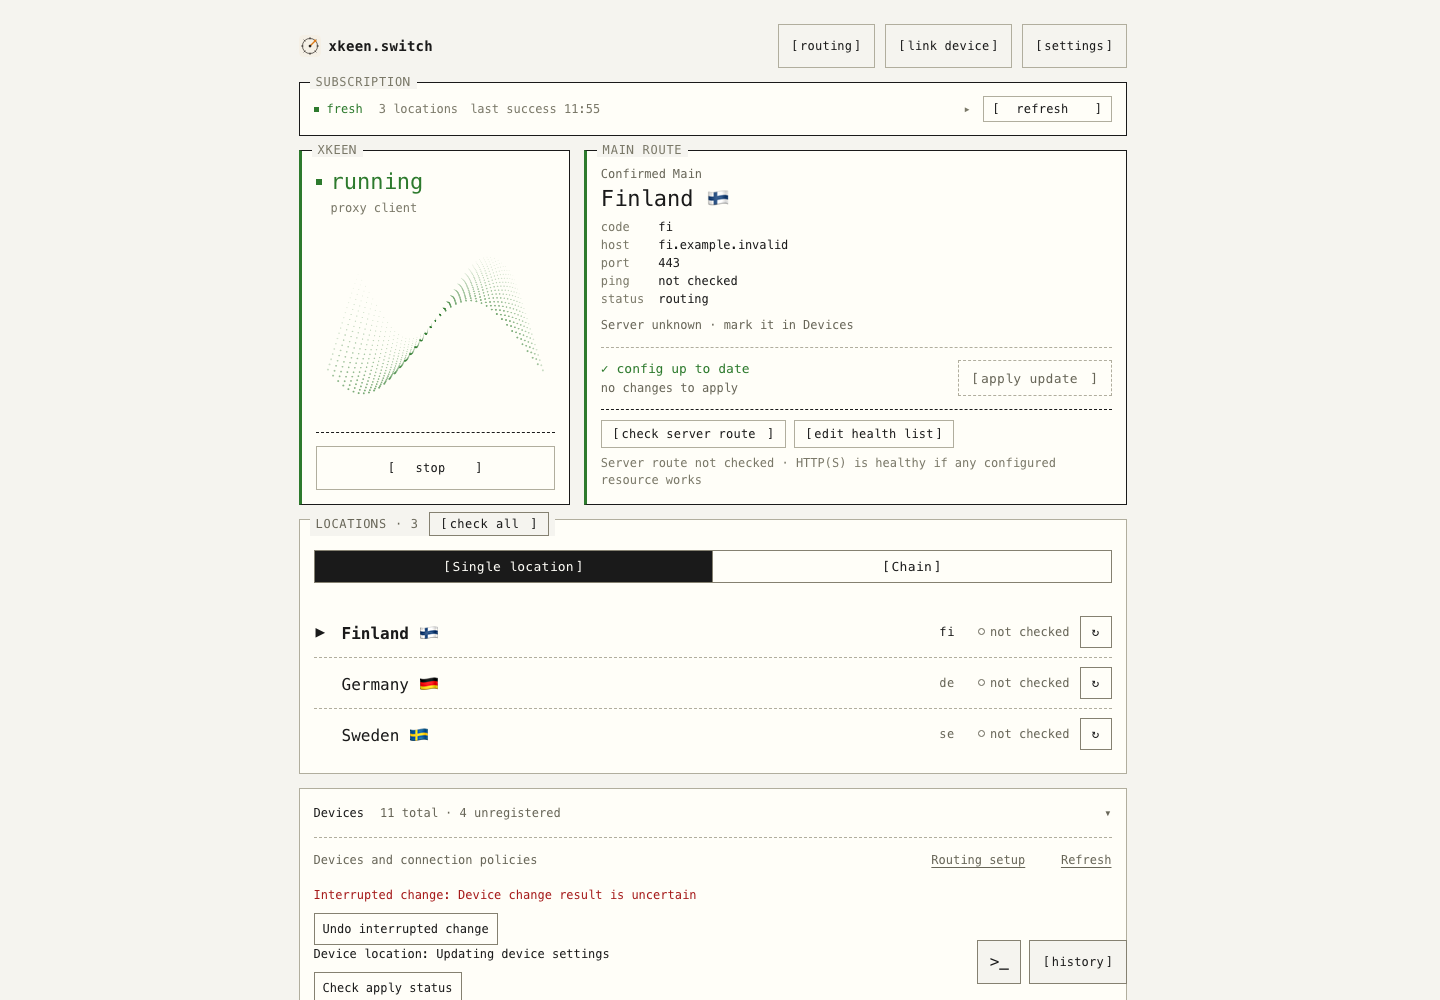 xkeen.switch
[routing] [link device] [settings]
SUBSCRIPTION
fresh 3 locations last success 11:55 ▸ [ refresh ]
XKEEN
running
proxy client
[ stop ]
MAIN ROUTE
Confirmed Main
Finland 🇫🇮
code fi
host fi.example.invalid
port 443
ping not checked
status routing
Server unknown · mark it in Devices
✓ config up to date
no changes to apply
[apply update ]
[check server route ] [edit health list]
Server route not checked · HTTP(S) is healthy if any configured
resource works
LOCATIONS · 3 [check all ]
[Single location] [Chain]
▶ Finland 🇫🇮 fi ○ not checked ↻
Germany 🇩🇪 de ○ not checked ↻
Sweden 🇸🇪 se ○ not checked ↻
Devices 11 total · 4 unregistered ▾
Devices and connection policies Routing setup Refresh
Interrupted change: Device change result is uncertain
Undo interrupted change
Device location: Updating device settings
Check apply status
>_ [history]